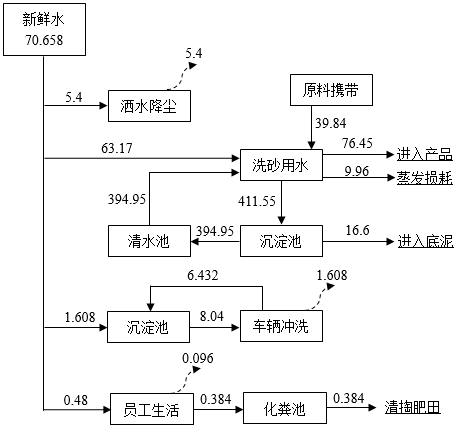 新鲜水
70.658
5.4
5.4
洒水降尘
原料携带
39.84
63.17
洗砂用水
76.45
进入产品
9.96
蒸发损耗
394.95
411.55
清水池
394.95
沉淀池
16.6
进入底泥
6.432
1.608
1.608
沉淀池
8.04
车辆冲洗
0.096
0.48
员工生活
0.384
化粪池
0.384
清掏肥田